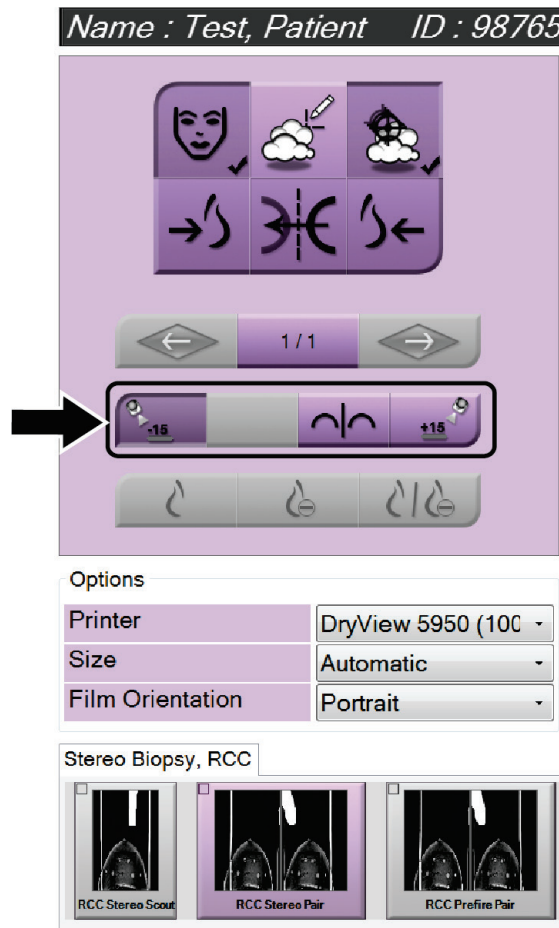 Name : Test, Patient ID : 98765
1 / 1
-15 +15
Options
Printer DryView 5950 (100
Size Automatic
Film Orientation Portrait
Stereo Biopsy, RCC
RCC Stereo Scout RCC Stereo Pair RCC Prefire Pair